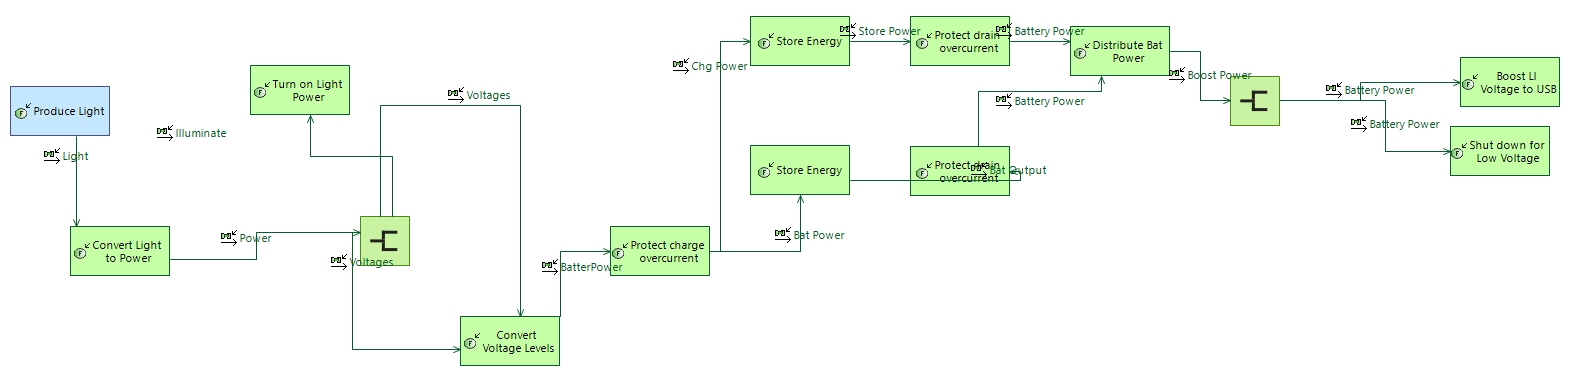 Store Energy
Store Power
Protect drain
overcurrent
Battery Power
Distribute Bat
Power
Chg Power
Boost Power
Boost LI
Voltage to USB
Battery Power
Turn on Light
Power
Voltages
Produce Light
Illuminate
Battery Power
Battery Power
Shut down for
Low Voltage
Light
Store Energy
Protect drain
overcurrent
Bat Output
Convert Light
to Power
Power
Voltages
Protect charge
overcurrent
Bat Power
BatterPower
Convert
Voltage Levels
F
F
F
F
F
F
F
F
F
F
F
F